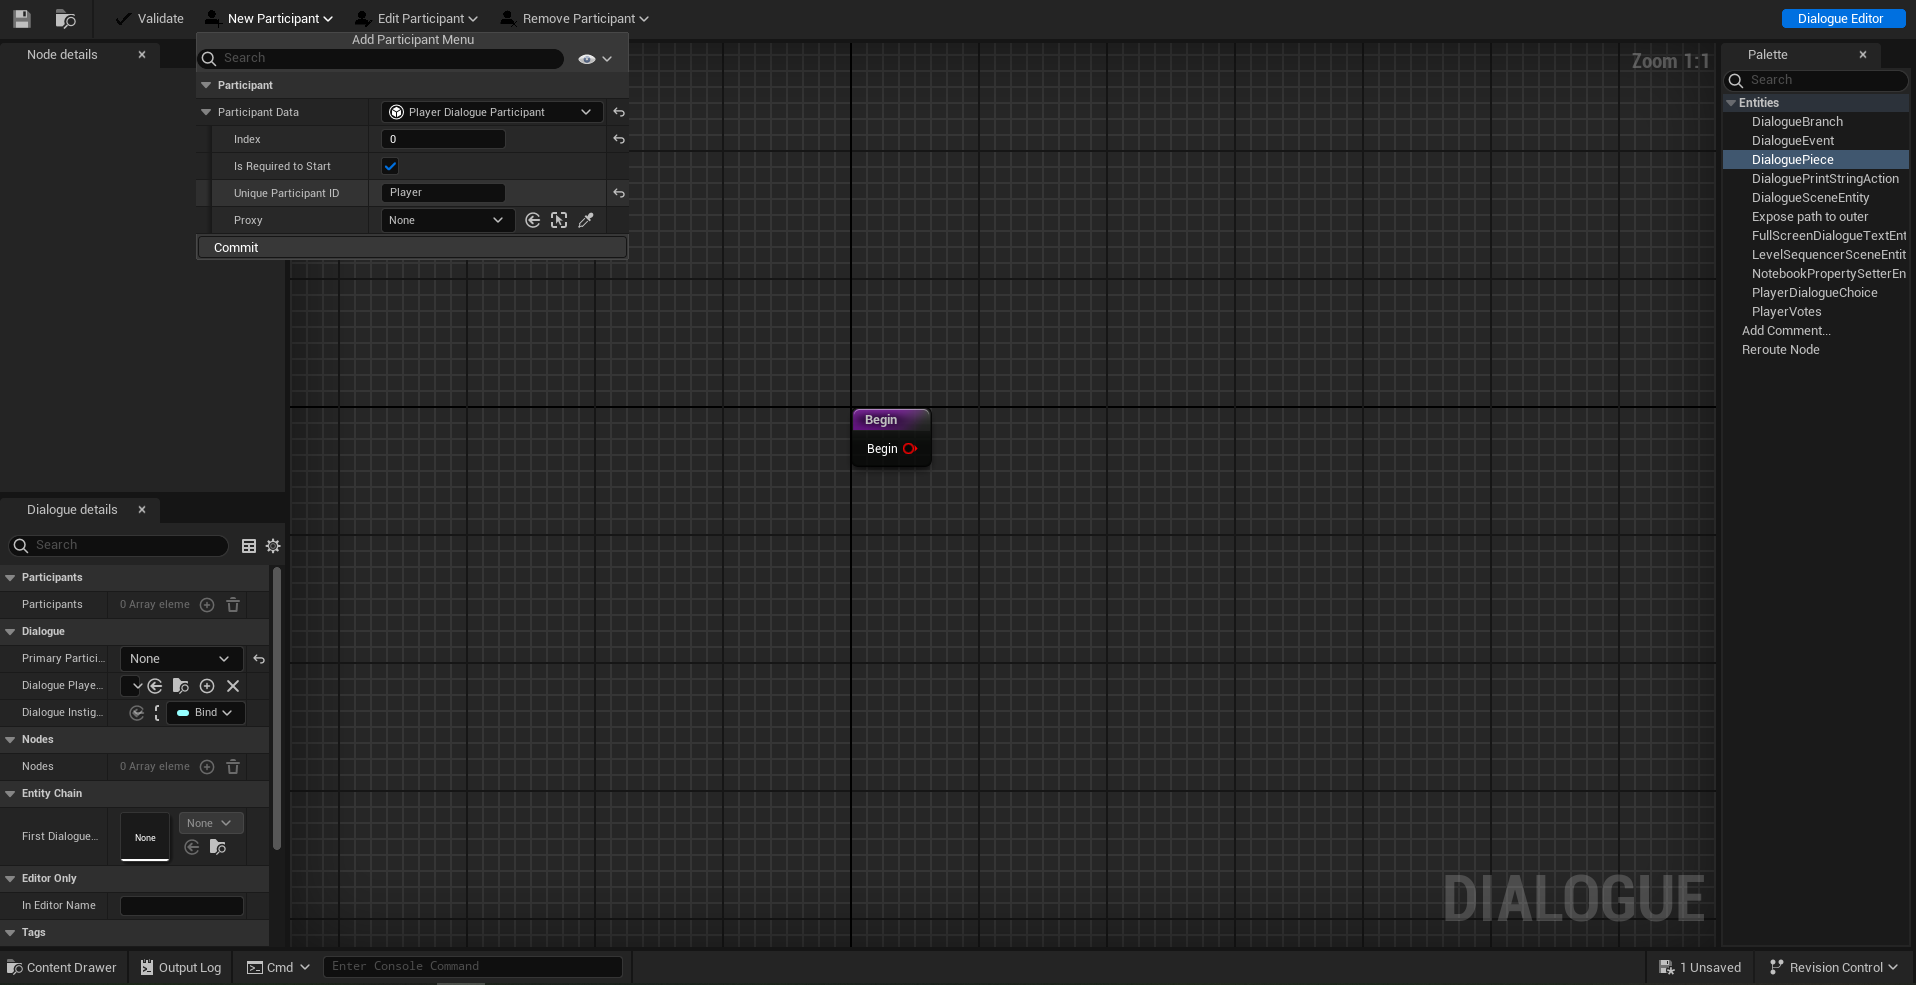 Validate
New Participant
Edit Participant
Remove Participant
Dialogue Editor
Node details
Add Participant Menu
Search
Participant
Participant Data
Player Dialogue Participant
Index
0
Is Required to Start
Unique Participant ID
Player
Proxy
None
Commit
Zoom 1:1
Begin
Begin
DIALOGUE
Palette
Search
Entities
DialogueBranch
DialogueEvent
DialoguePiece
DialoguePrintStringAction
DialogueSceneEntity
Expose path to outer
FullScreenDialogueTextEnt
LevelSequencerSceneEntit
NotebookPropertySetterEn
PlayerDialogueChoice
PlayerVotes
Add Comment...
Reroute Node
Dialogue details
Search
Participants
Participants
0 Array eleme
Dialogue
Primary Partici...
None
Dialogue Playe...
Dialogue Instig...
Bind
Nodes
Nodes
0 Array eleme
Entity Chain
First Dialogue...
None
None
Editor Only
In Editor Name
Tags
Content Drawer
Output Log
Cmd
Enter Console Command
1 Unsaved
Revision Control